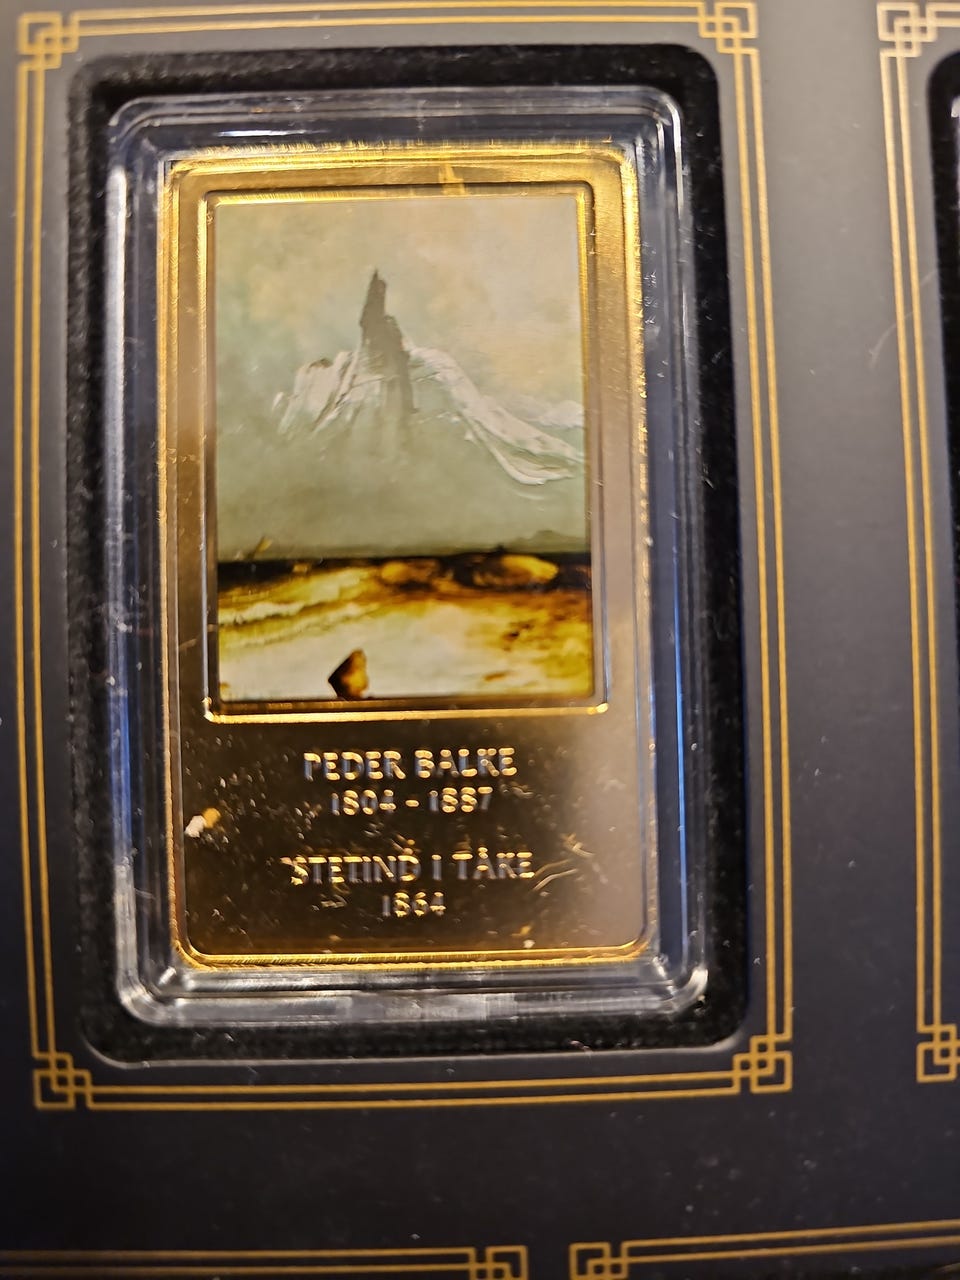 PEDER BALKE
1804 - 1887
STETIND I TÅKE
1864